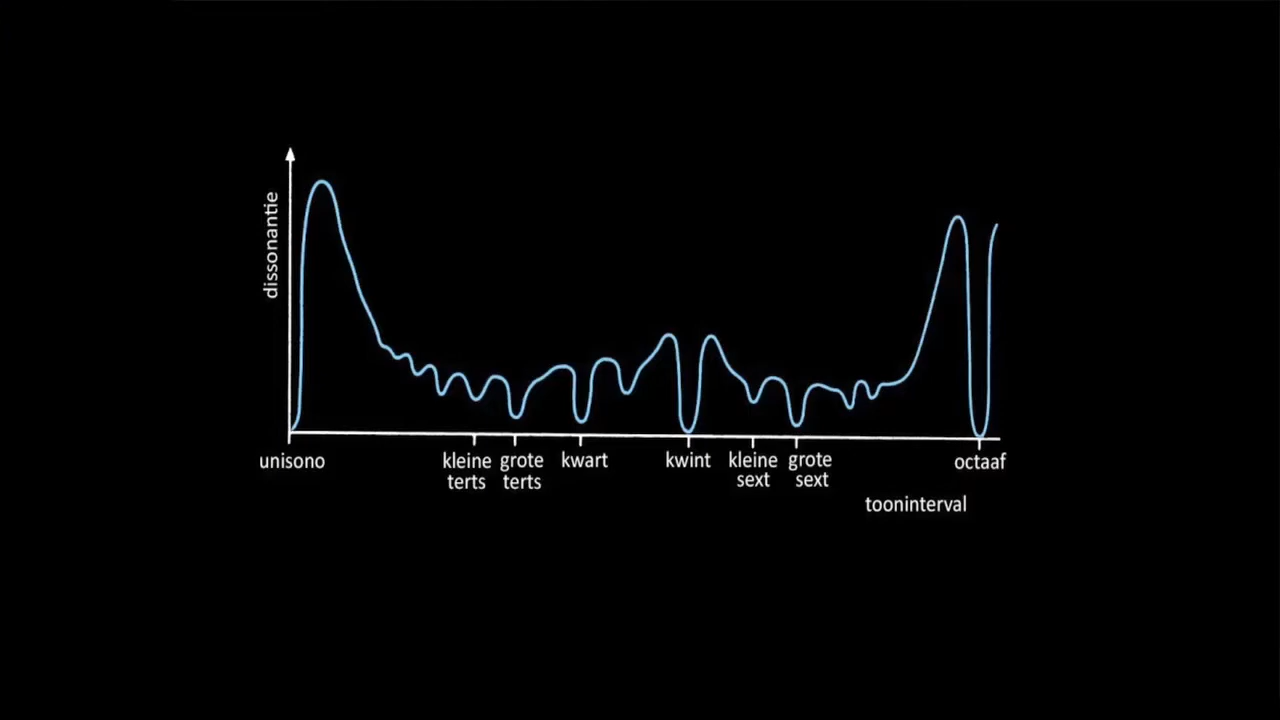 dissonantie
unisono
kleine
terts
grote
terts
kwart
kwint
kleine
sext
grote
sext
octaaf
tooninterval